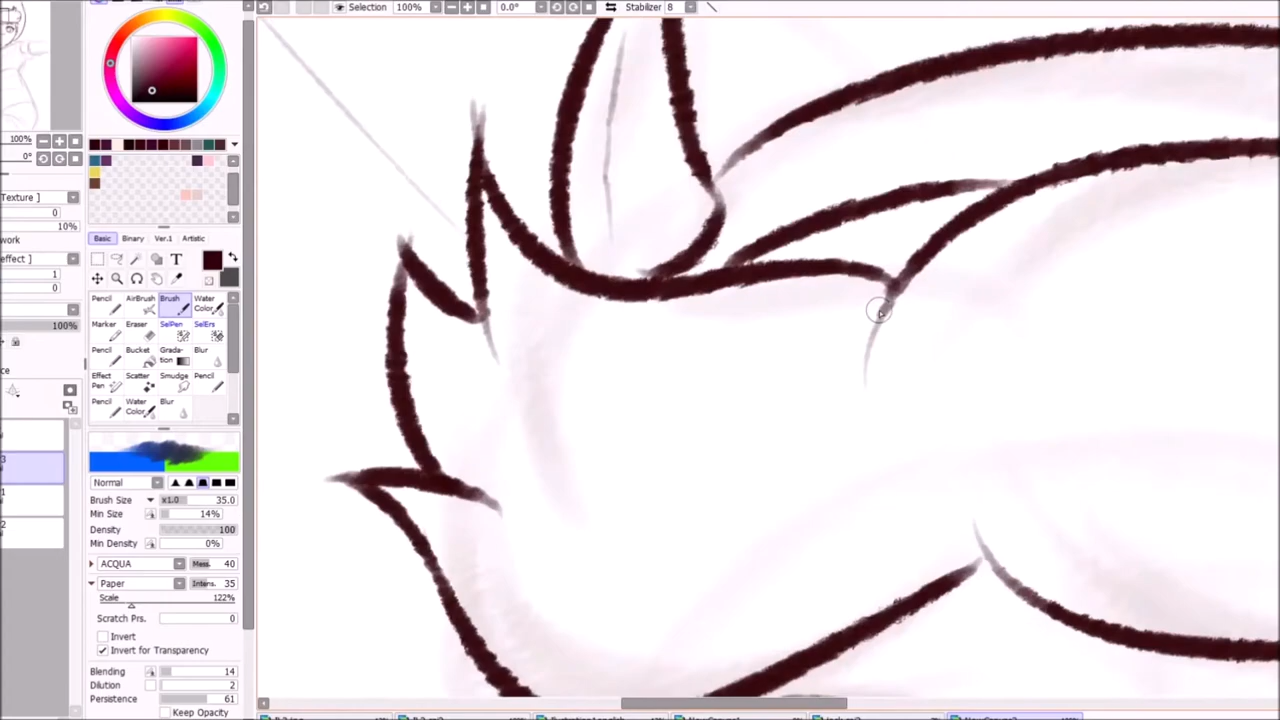 Selection 100% 0.0° Stabilizer 8
100%
0°
Texture ]
0
10%
work
effect ]
1
0
100%
Basic Binary Ver.1 Artistic
T
Pencil AirBrush Brush Water Color
Marker Eraser SelPen SelErs
Pencil Bucket Grada-tion Blur
Effect Pen Scatter Smudge Pencil
Pencil Water Color Blur
Normal
Brush Size x1.0 35.0
Min Size 14%
Density 100
Min Density 0%
ACQUA Mess. 40
Paper Intens. 35
Scale 122%
Scratch Prs. 0
Invert
Invert for Transparency
Blending 14
Dilution 2
Persistence 61
Keep Opacity